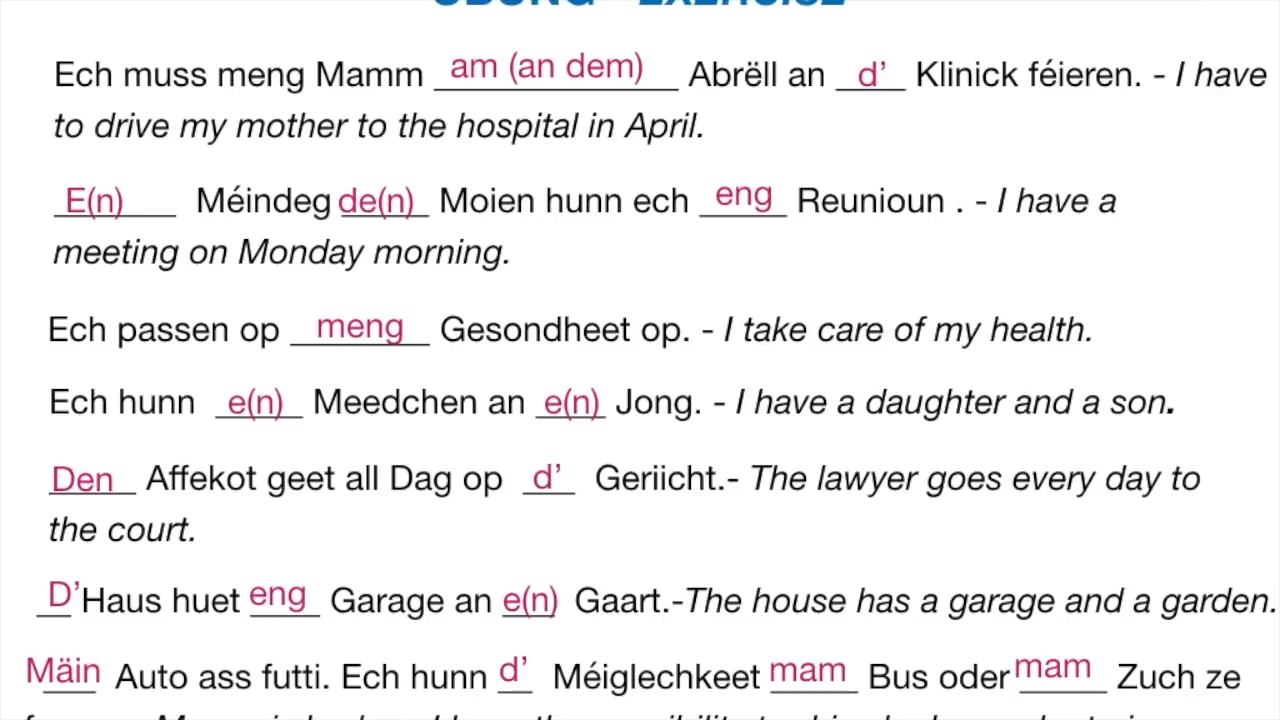 ÜBUNG - EXERCISE
Ech muss meng Mamm am (an dem) Abrëll an d’ Klinick féieren. - I have
to drive my mother to the hospital in April.
E(n) Méindeg de(n) Moien hunn ech eng Reunioun . - I have a
meeting on Monday morning.
Ech passen op meng Gesondheet op. - I take care of my health.
Ech hunn e(n) Meedchen an e(n) Jong. - I have a daughter and a son.
Den Affekot geet all Dag op d’ Geriicht.- The lawyer goes every day to
the court.
D’Haus huet eng Garage an e(n) Gaart.-The house has a garage and a garden.
Mäin Auto ass futti. Ech hunn d’ Méiglechkeet mam Bus oder mam Zuch ze